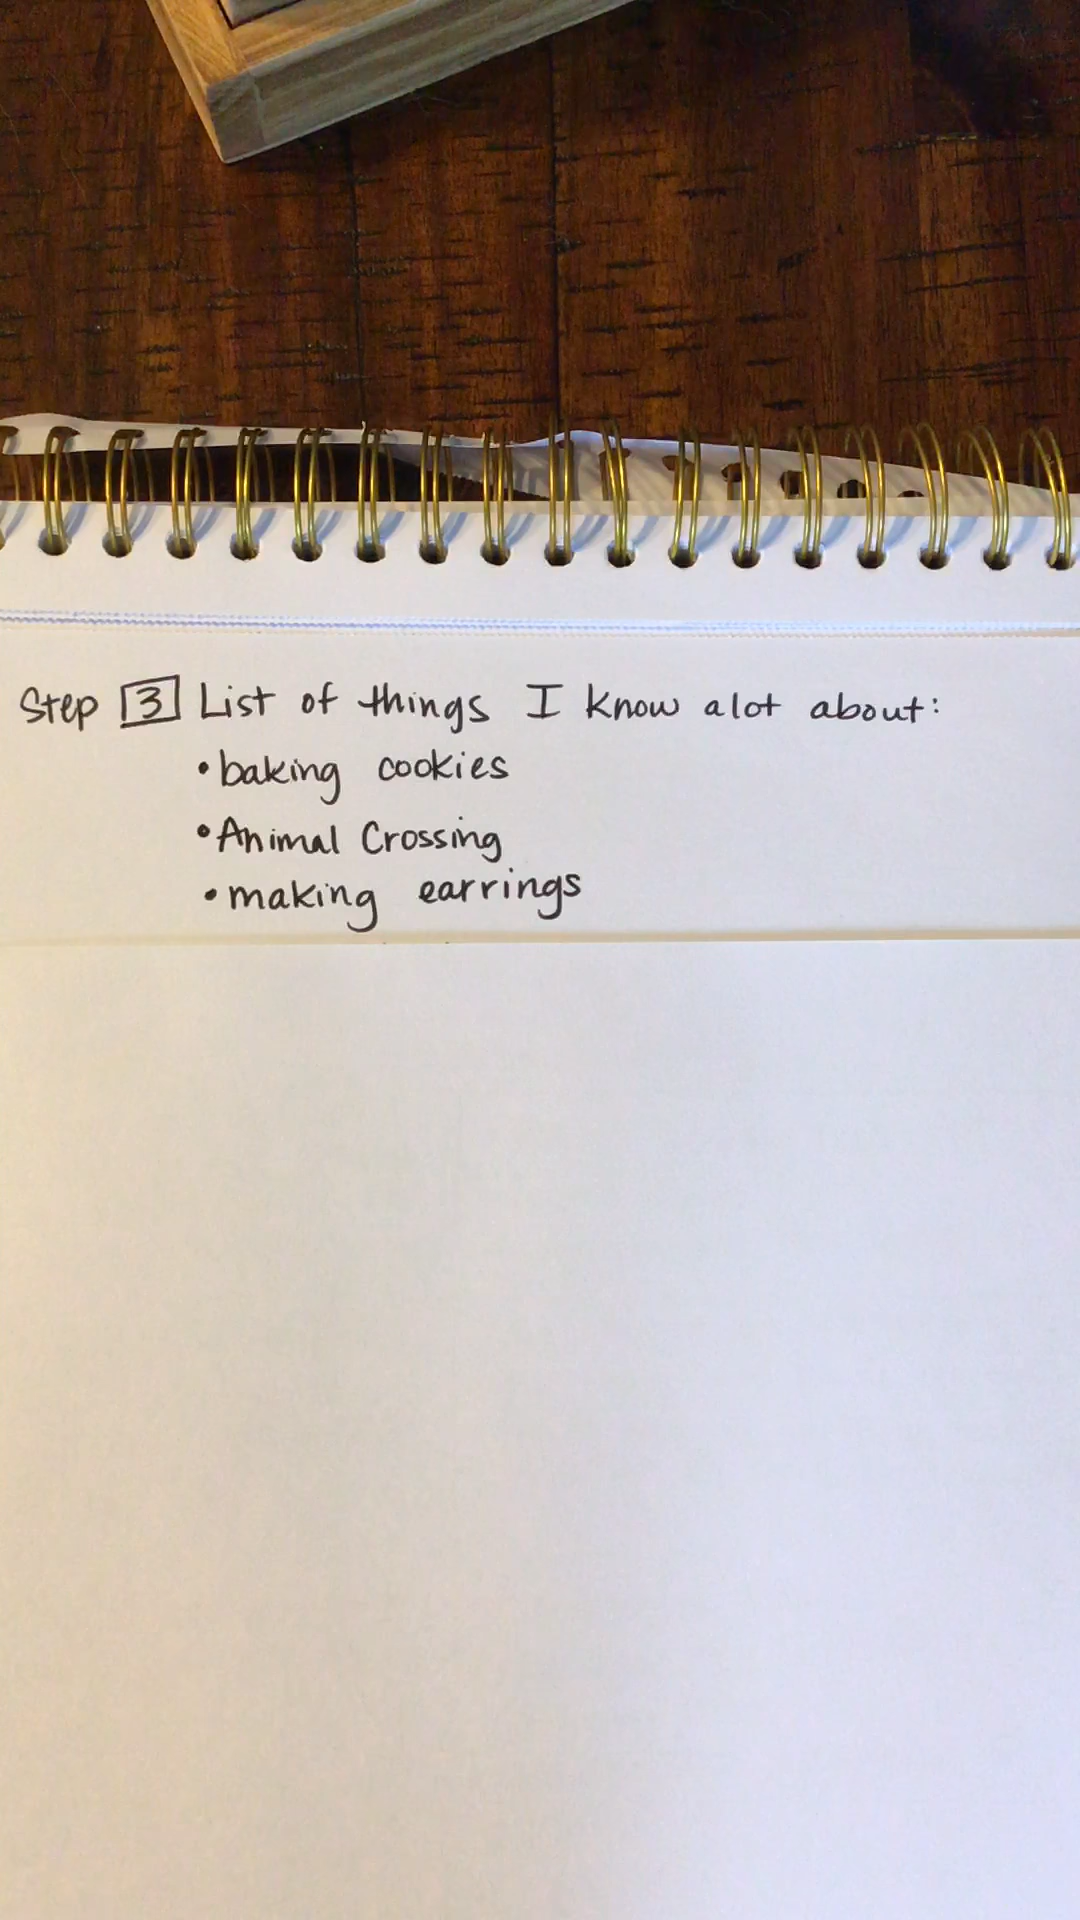 Step 3 List of things I know alot about:
• baking cookies
• Animal Crossing
• making earrings